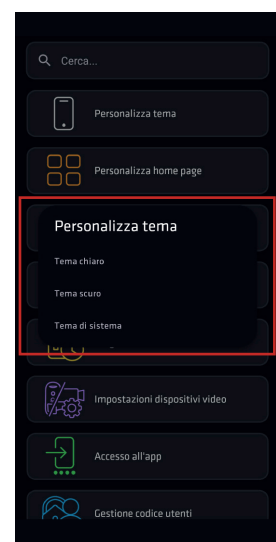 Cerca...
Personalizza tema
Personalizza home page
Personalizza tema
Tema chiaro
Tema scuro
Tema di sistema
Impostazioni dispositivi video
Accesso all'app
Gestione codice utenti